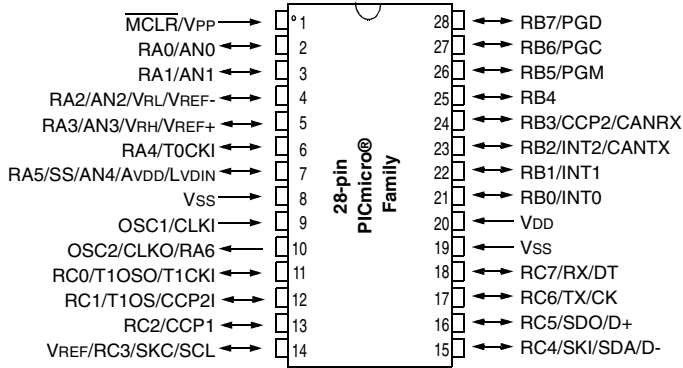 MCLR/VPP 1
RA0/AN0 2
RA1/AN1 3
RA2/AN2/VRL/VREF- 4
RA3/AN3/VRH/VREF+ 5
RA4/T0CKI 6
RA5/SS/AN4/AVDD/LVDIN 7
VSS 8
OSC1/CLKI 9
OSC2/CLKO/RA6 10
RC0/T1OSO/T1CKI 11
RC1/T1OS/CCP2I 12
RC2/CCP1 13
VREF/RC3/SKC/SCL 14
28-pin
PICmicro®
Family
28 RB7/PGD
27 RB6/PGC
26 RB5/PGM
25 RB4
24 RB3/CCP2/CANRX
23 RB2/INT2/CANTX
22 RB1/INT1
21 RB0/INT0
20 VDD
19 VSS
18 RC7/RX/DT
17 RC6/TX/CK
16 RC5/SDO/D+
15 RC4/SKI/SDA/D-